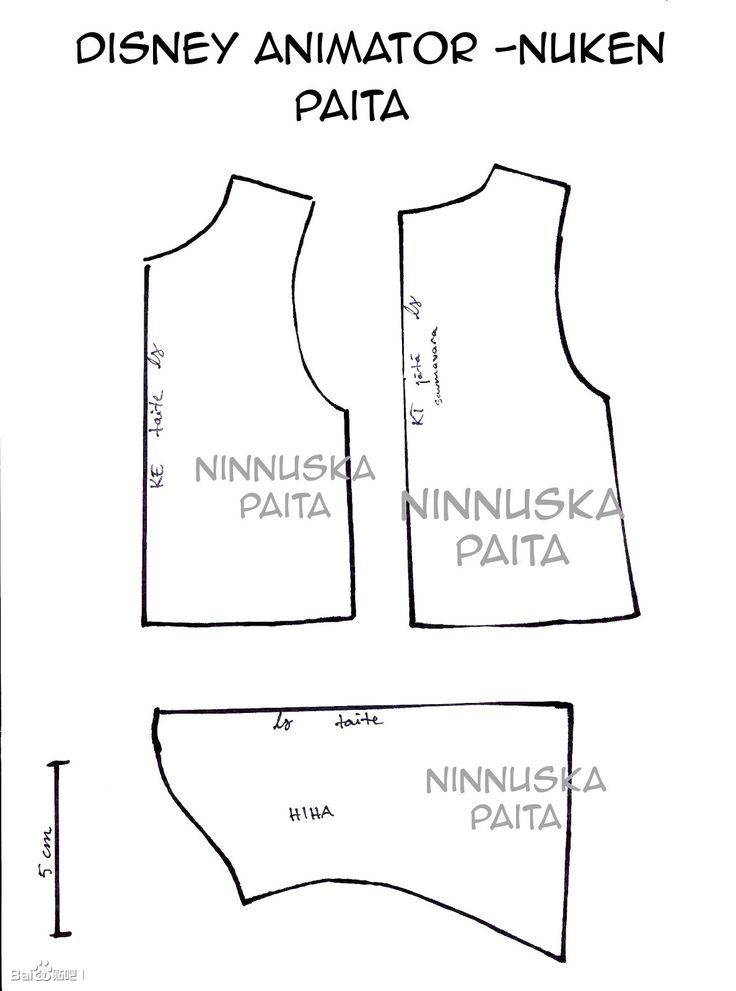 DISNEY ANIMATOR -NUKEN
PAITA
KE taite ls
NINNUSKA
PAITA
KT jätä ls
saumavara
NINNUSKA
PAITA
ls taite
HIHA
NINNUSKA
PAITA
5 cm
Bai贴吧